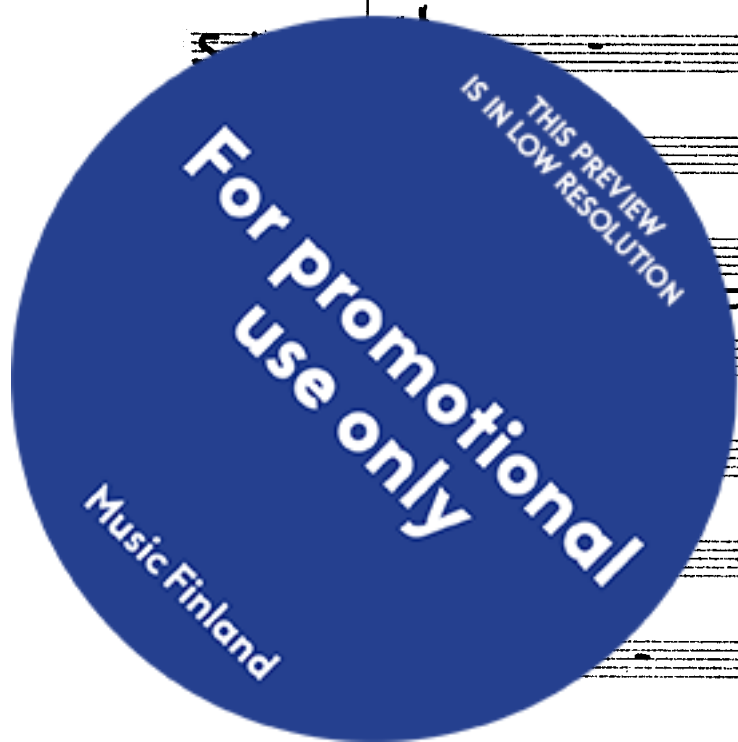 THIS PREVIEW
IS IN LOW RESOLUTION
For promotional
use only
Music Finland